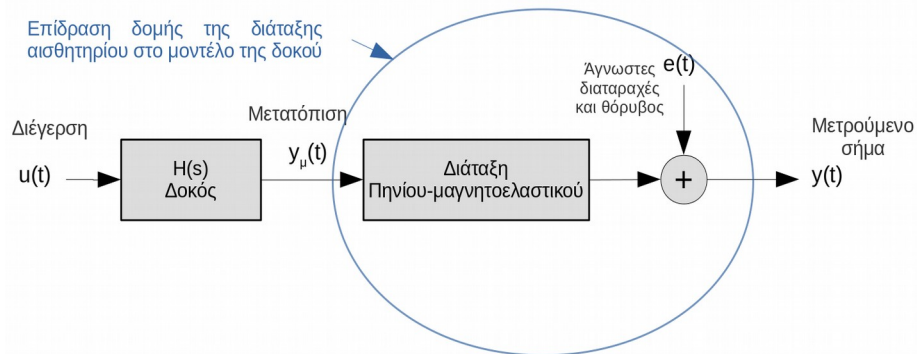 Επίδραση δομής της διάταξης
αισθητηρίου στο μοντέλο της δοκού
Άγνωστες e(t)
διαταραχές
και θόρυβος
Διέγερση
u(t)
H(s)
Δοκός
Μετατόπιση
yμ(t)
Διάταξη
Πηνίου-μαγνητοελαστικού
+
Μετρούμενο
σήμα
y(t)